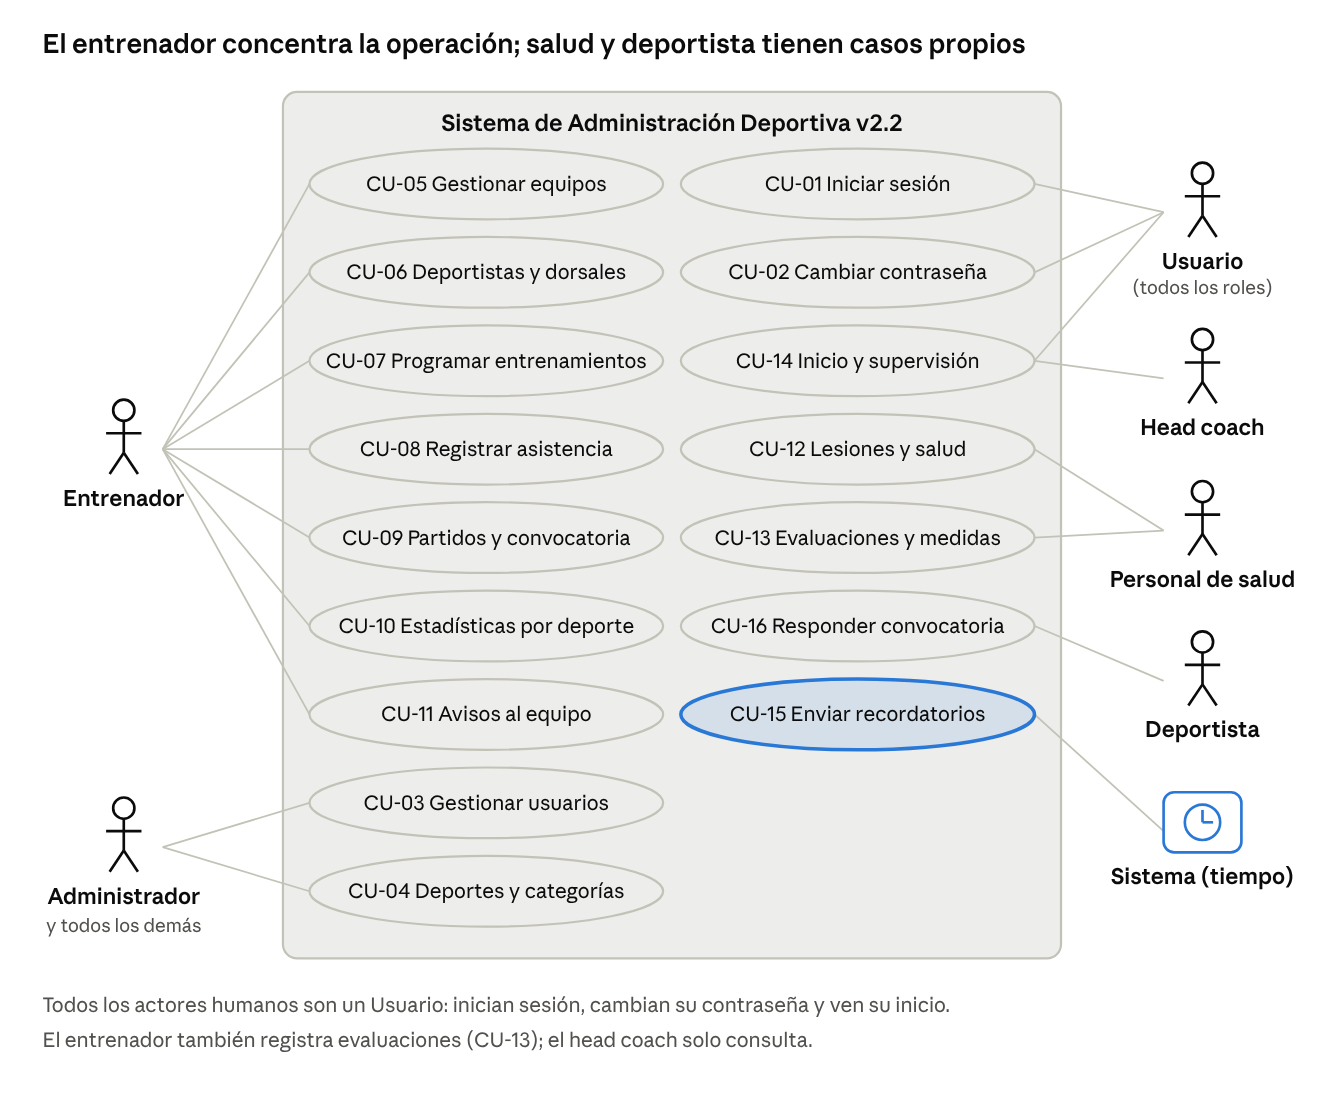 El entrenador concentra la operación; salud y deportista tienen casos propios
Sistema de Administración Deportiva v2.2
CU-05 Gestionar equipos
CU-01 Iniciar sesión
CU-06 Deportistas y dorsales
CU-02 Cambiar contraseña
Usuario
(todos los roles)
CU-07 Programar entrenamientos
CU-14 Inicio y supervisión
Head coach
CU-08 Registrar asistencia
CU-12 Lesiones y salud
Entrenador
CU-09 Partidos y convocatoria
CU-13 Evaluaciones y medidas
Personal de salud
CU-10 Estadísticas por deporte
CU-16 Responder convocatoria
CU-11 Avisos al equipo
CU-15 Enviar recordatorios
Deportista
CU-03 Gestionar usuarios
Sistema (tiempo)
CU-04 Deportes y categorías
Administrador
y todos los demás
Todos los actores humanos son un Usuario: inician sesión, cambian su contraseña y ven su inicio.
El entrenador también registra evaluaciones (CU-13); el head coach solo consulta.